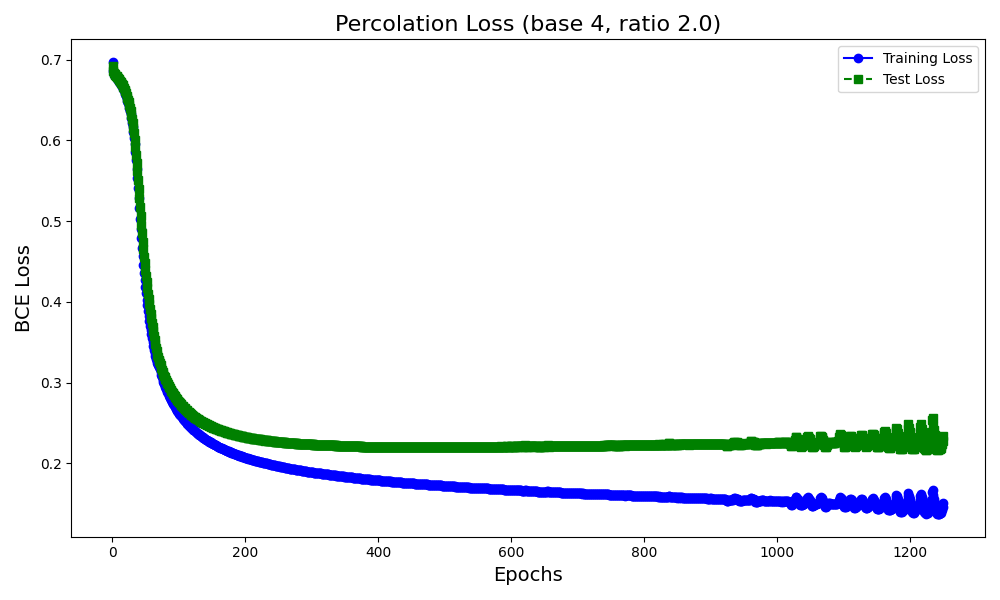 Percolation Loss (base 4, ratio 2.0)
Training Loss
Test Loss
BCE Loss
0.7
0.6
0.5
0.4
0.3
0.2
0 200 400 600 800 1000 1200
Epochs